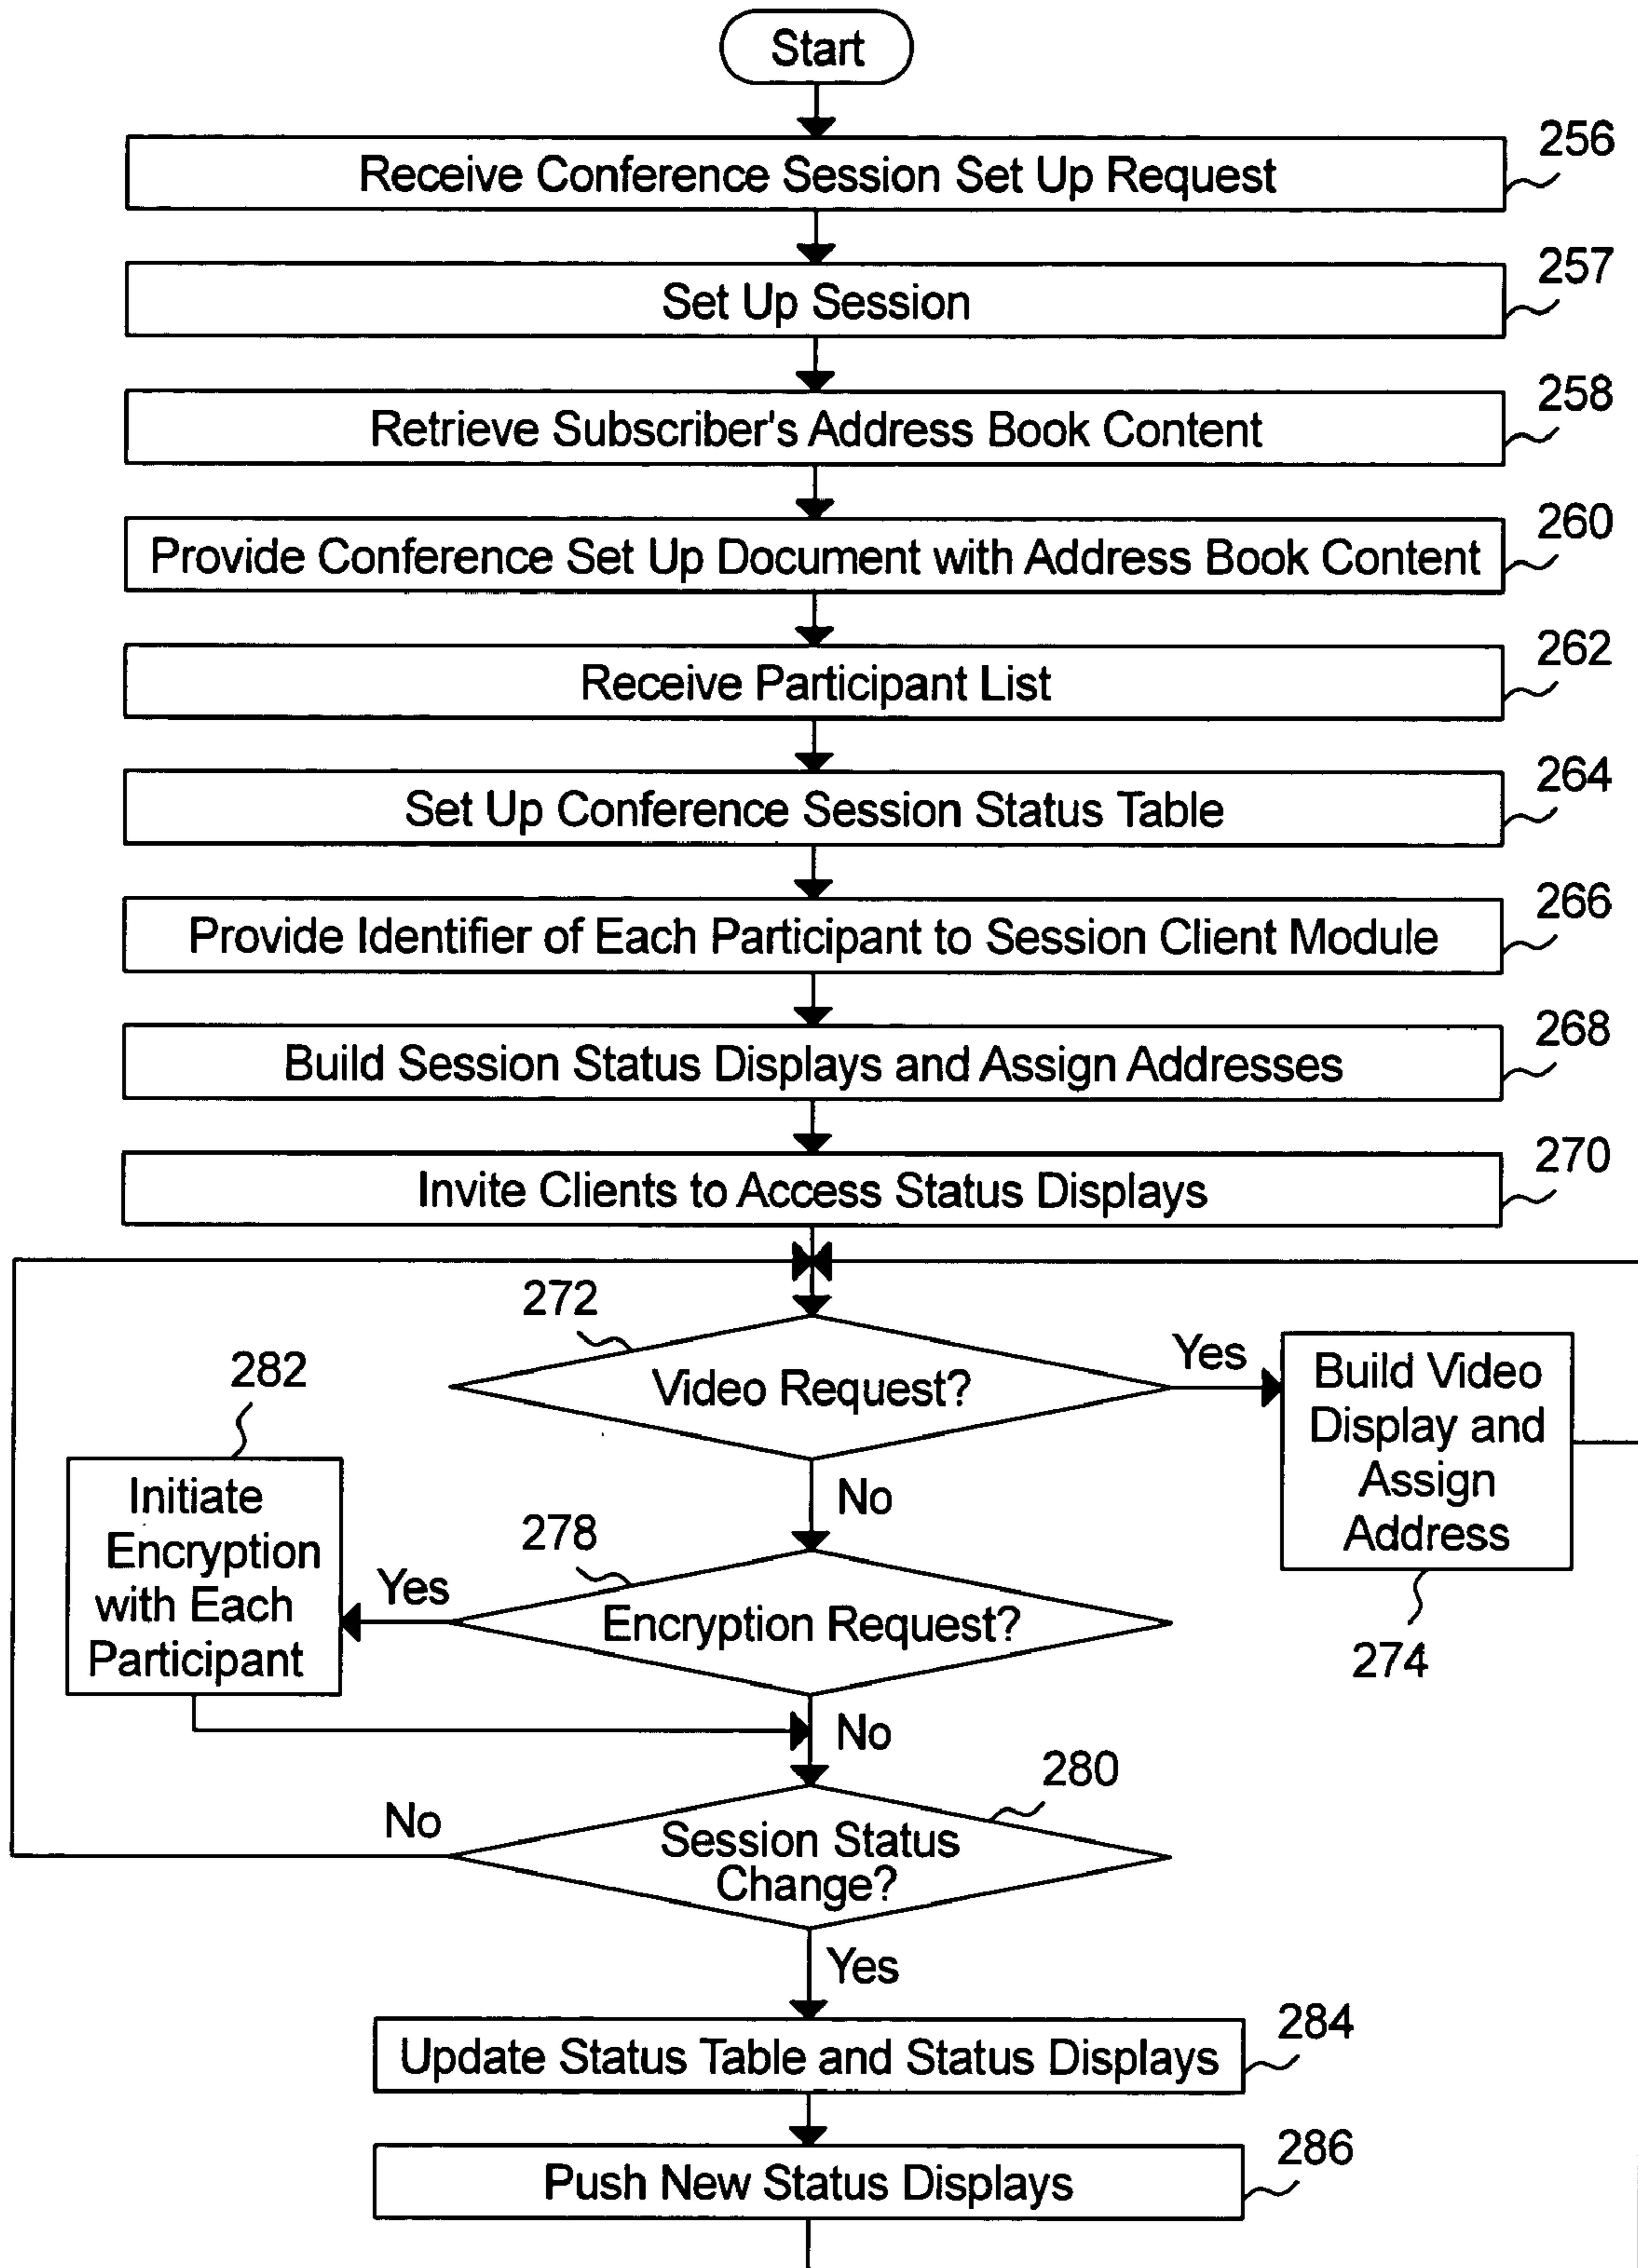 Start
256
Receive Conference Session Set Up Request
257
Set Up Session
258
Retrieve Subscriber's Address Book Content
260
Provide Conference Set Up Document with Address Book Content
262
Receive Participant List
264
Set Up Conference Session Status Table
266
Provide Identifier of Each Participant to Session Client Module
268
Build Session Status Displays and Assign Addresses
270
Invite Clients to Access Status Displays
272
Video Request?
Yes
Build Video
Display and
Assign
Address
274
No
282
Initiate
Encryption
with Each
Participant
278
Yes
Encryption Request?
No
280
No
Session Status
Change?
Yes
284
Update Status Table and Status Displays
286
Push New Status Displays